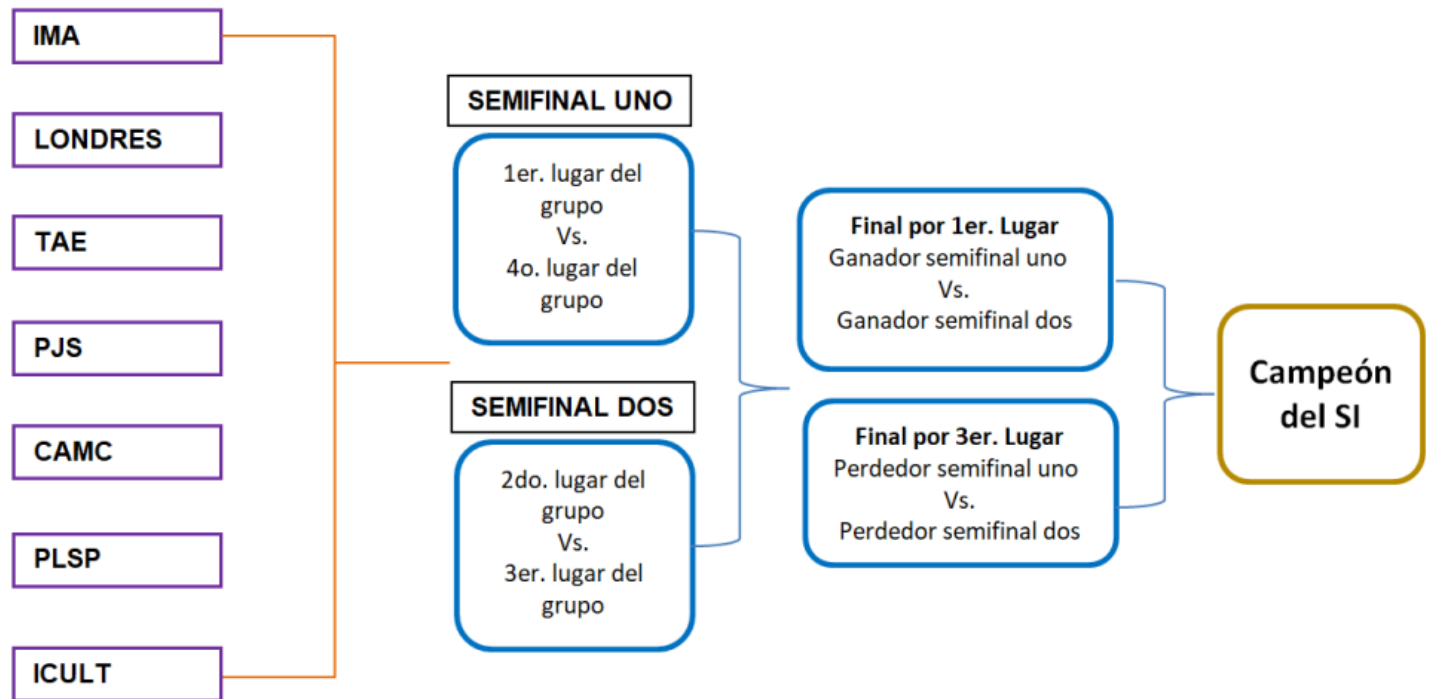 IMA
LONDRES
TAE
PJS
CAMC
PLSP
ICULT
SEMIFINAL UNO
1er. lugar del
grupo
Vs.
4o. lugar del
grupo
SEMIFINAL DOS
2do. lugar del
grupo
Vs.
3er. lugar del
grupo
Final por 1er. Lugar
Ganador semifinal uno
Vs.
Ganador semifinal dos
Final por 3er. Lugar
Perdedor semifinal uno
Vs.
Perdedor semifinal dos
Campeón
del SI